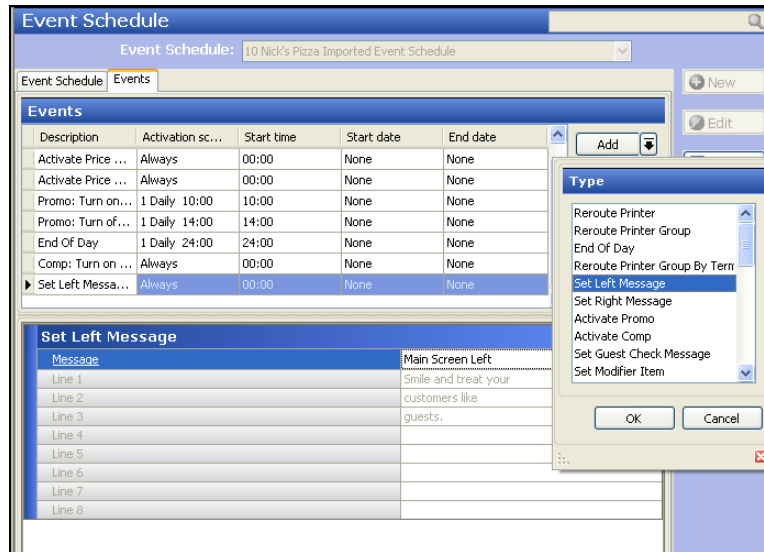 Event Schedule
Event Schedule: 10 Nick's Pizza Imported Event Schedule
Event Schedule Events
New
Edit
Events
Description Activation sc... Start time Start date End date
Add
Activate Price ... Always 00:00 None None
Activate Price ... Always 00:00 None None
Promo: Turn on... 1 Daily 10:00 10:00 None None
Promo: Turn of... 1 Daily 14:00 14:00 None None
End Of Day 1 Daily 24:00 24:00 None None
Comp: Turn on ... Always 00:00 None None
Set Left Messa... Always 00:00 None None
Type
Reroute Printer
Reroute Printer Group
End Of Day
Reroute Printer Group By Term
Set Left Message
Set Right Message
Activate Promo
Activate Comp
Set Guest Check Message
Set Modifier Item
OK Cancel
Set Left Message
Message Main Screen Left
Line 1 Smile and treat your
Line 2 customers like
Line 3 guests.
Line 4
Line 5
Line 6
Line 7
Line 8